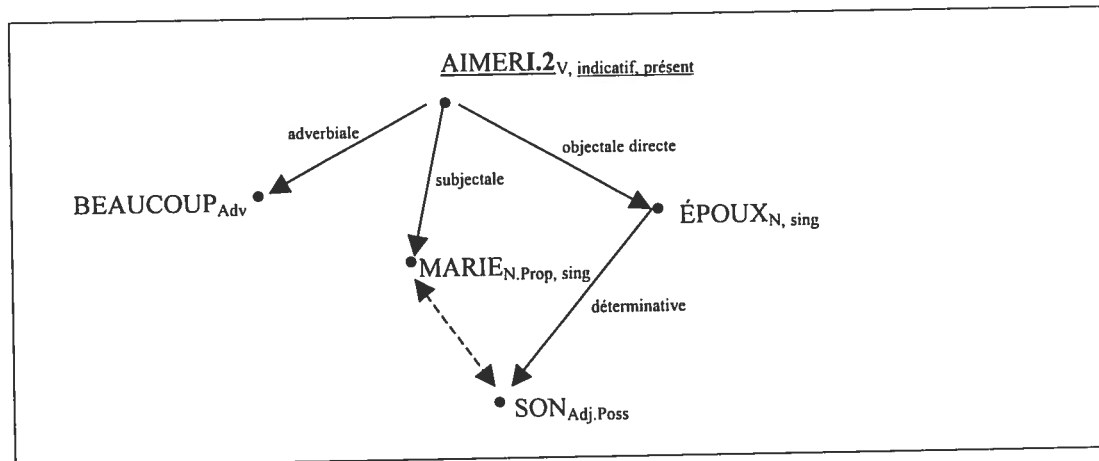 AIMERI.2V, indicatif, présent
adverbiale
objectale directe
subjectale
BEAUCOUPAdv
ÉPOUXN, sing
MARIEN.Prop, sing
déterminative
SONAdj.Poss